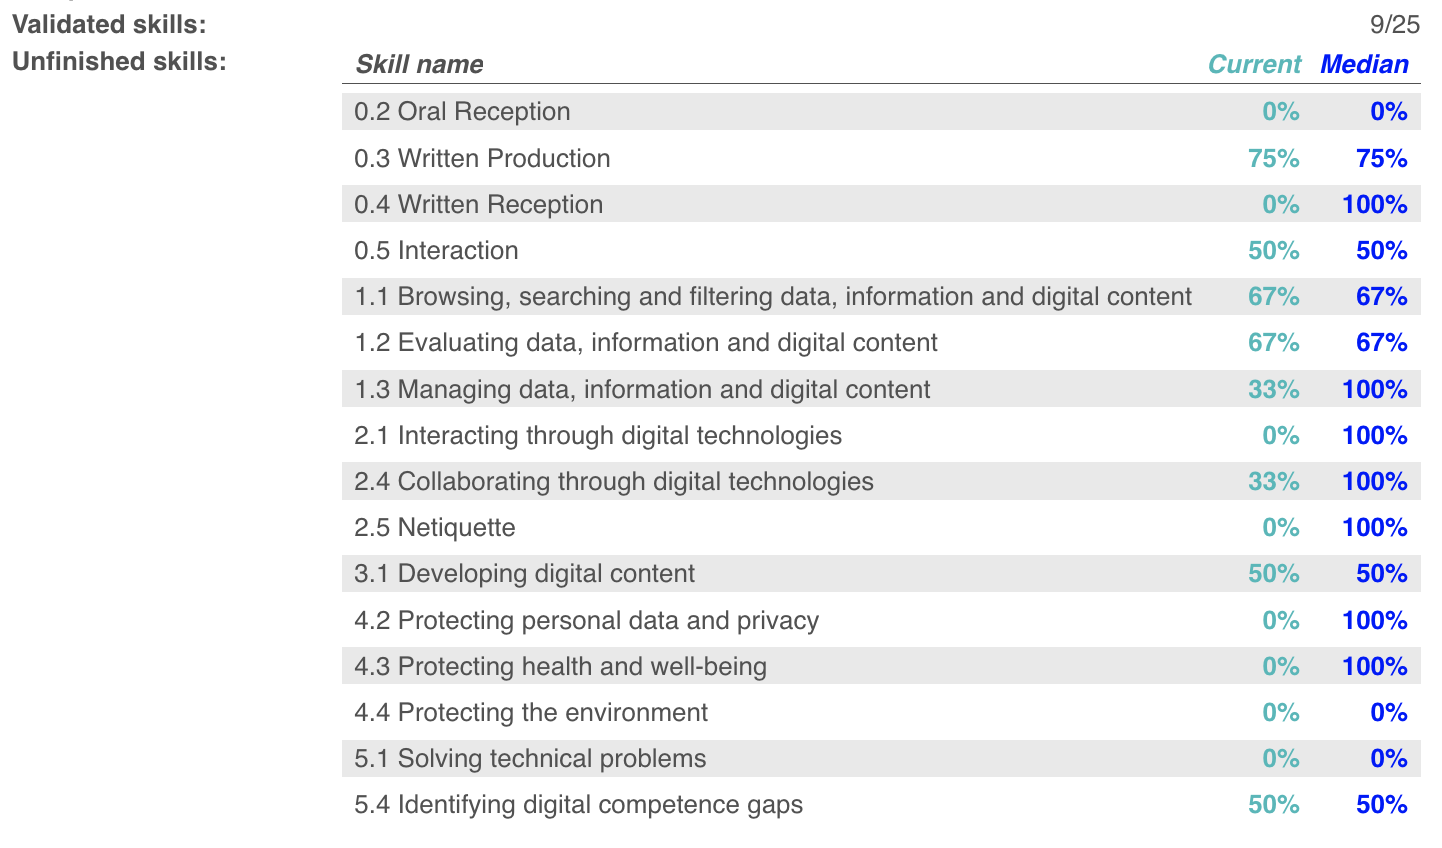 Validated skills: 9/25
Unfinished skills: Skill name Current Median
0.2 Oral Reception 0% 0%
0.3 Written Production 75% 75%
0.4 Written Reception 0% 100%
0.5 Interaction 50% 50%
1.1 Browsing, searching and filtering data, information and digital content 67% 67%
1.2 Evaluating data, information and digital content 67% 67%
1.3 Managing data, information and digital content 33% 100%
2.1 Interacting through digital technologies 0% 100%
2.4 Collaborating through digital technologies 33% 100%
2.5 Netiquette 0% 100%
3.1 Developing digital content 50% 50%
4.2 Protecting personal data and privacy 0% 100%
4.3 Protecting health and well-being 0% 100%
4.4 Protecting the environment 0% 0%
5.1 Solving technical problems 0% 0%
5.4 Identifying digital competence gaps 50% 50%